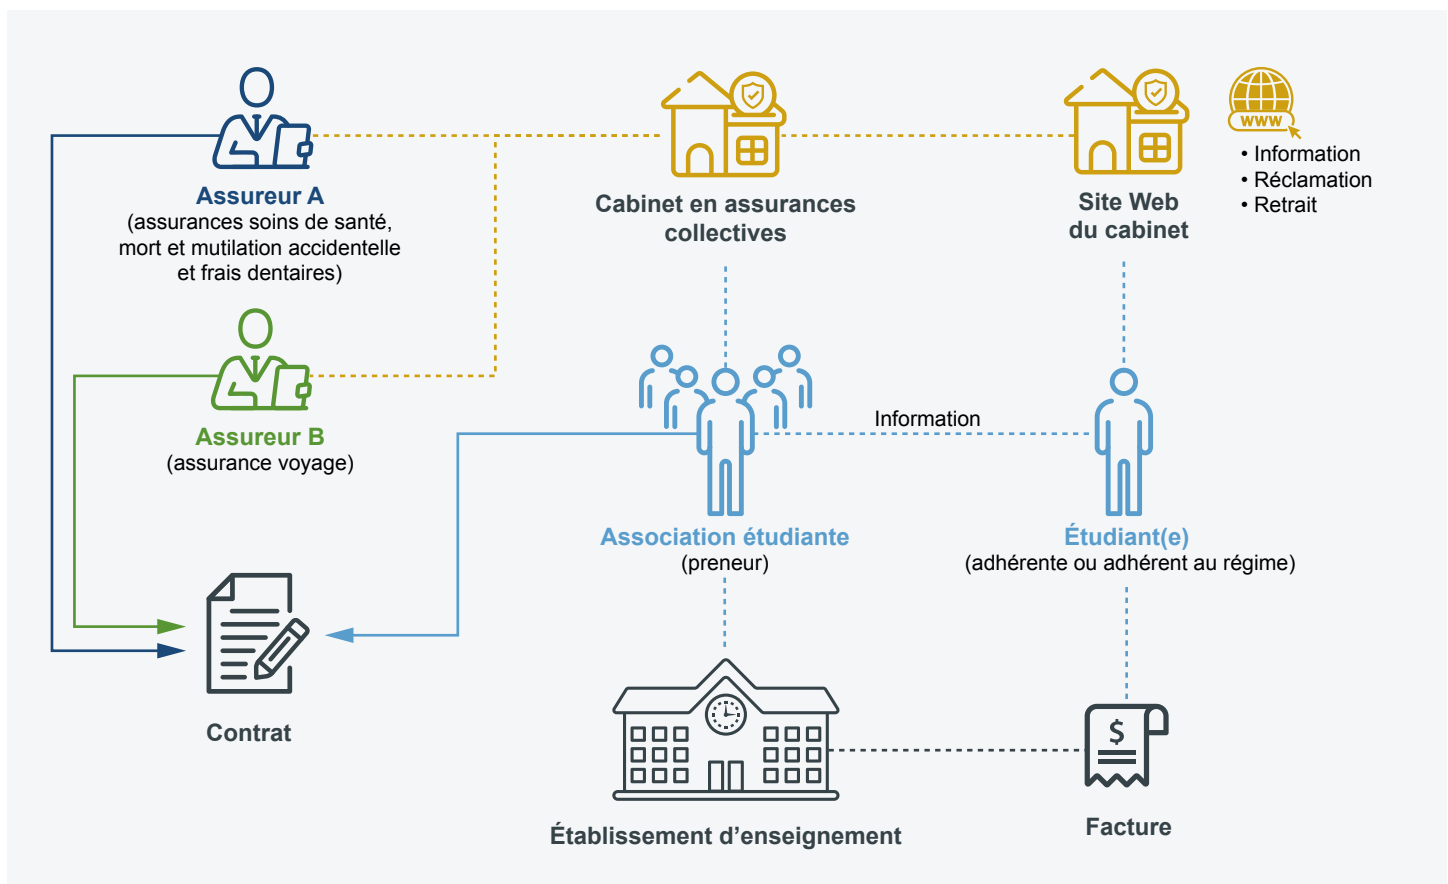 WWW
• Information
• Réclamation
• Retrait
Assureur A
(assurances soins de santé,
mort et mutilation accidentelle
et frais dentaires)
Cabinet en assurances
collectives
Site Web
du cabinet
Assureur B
(assurance voyage)
Information
Association étudiante
(preneur)
Étudiant(e)
(adhérente ou adhérent au régime)
Contrat
$
Établissement d’enseignement
Facture